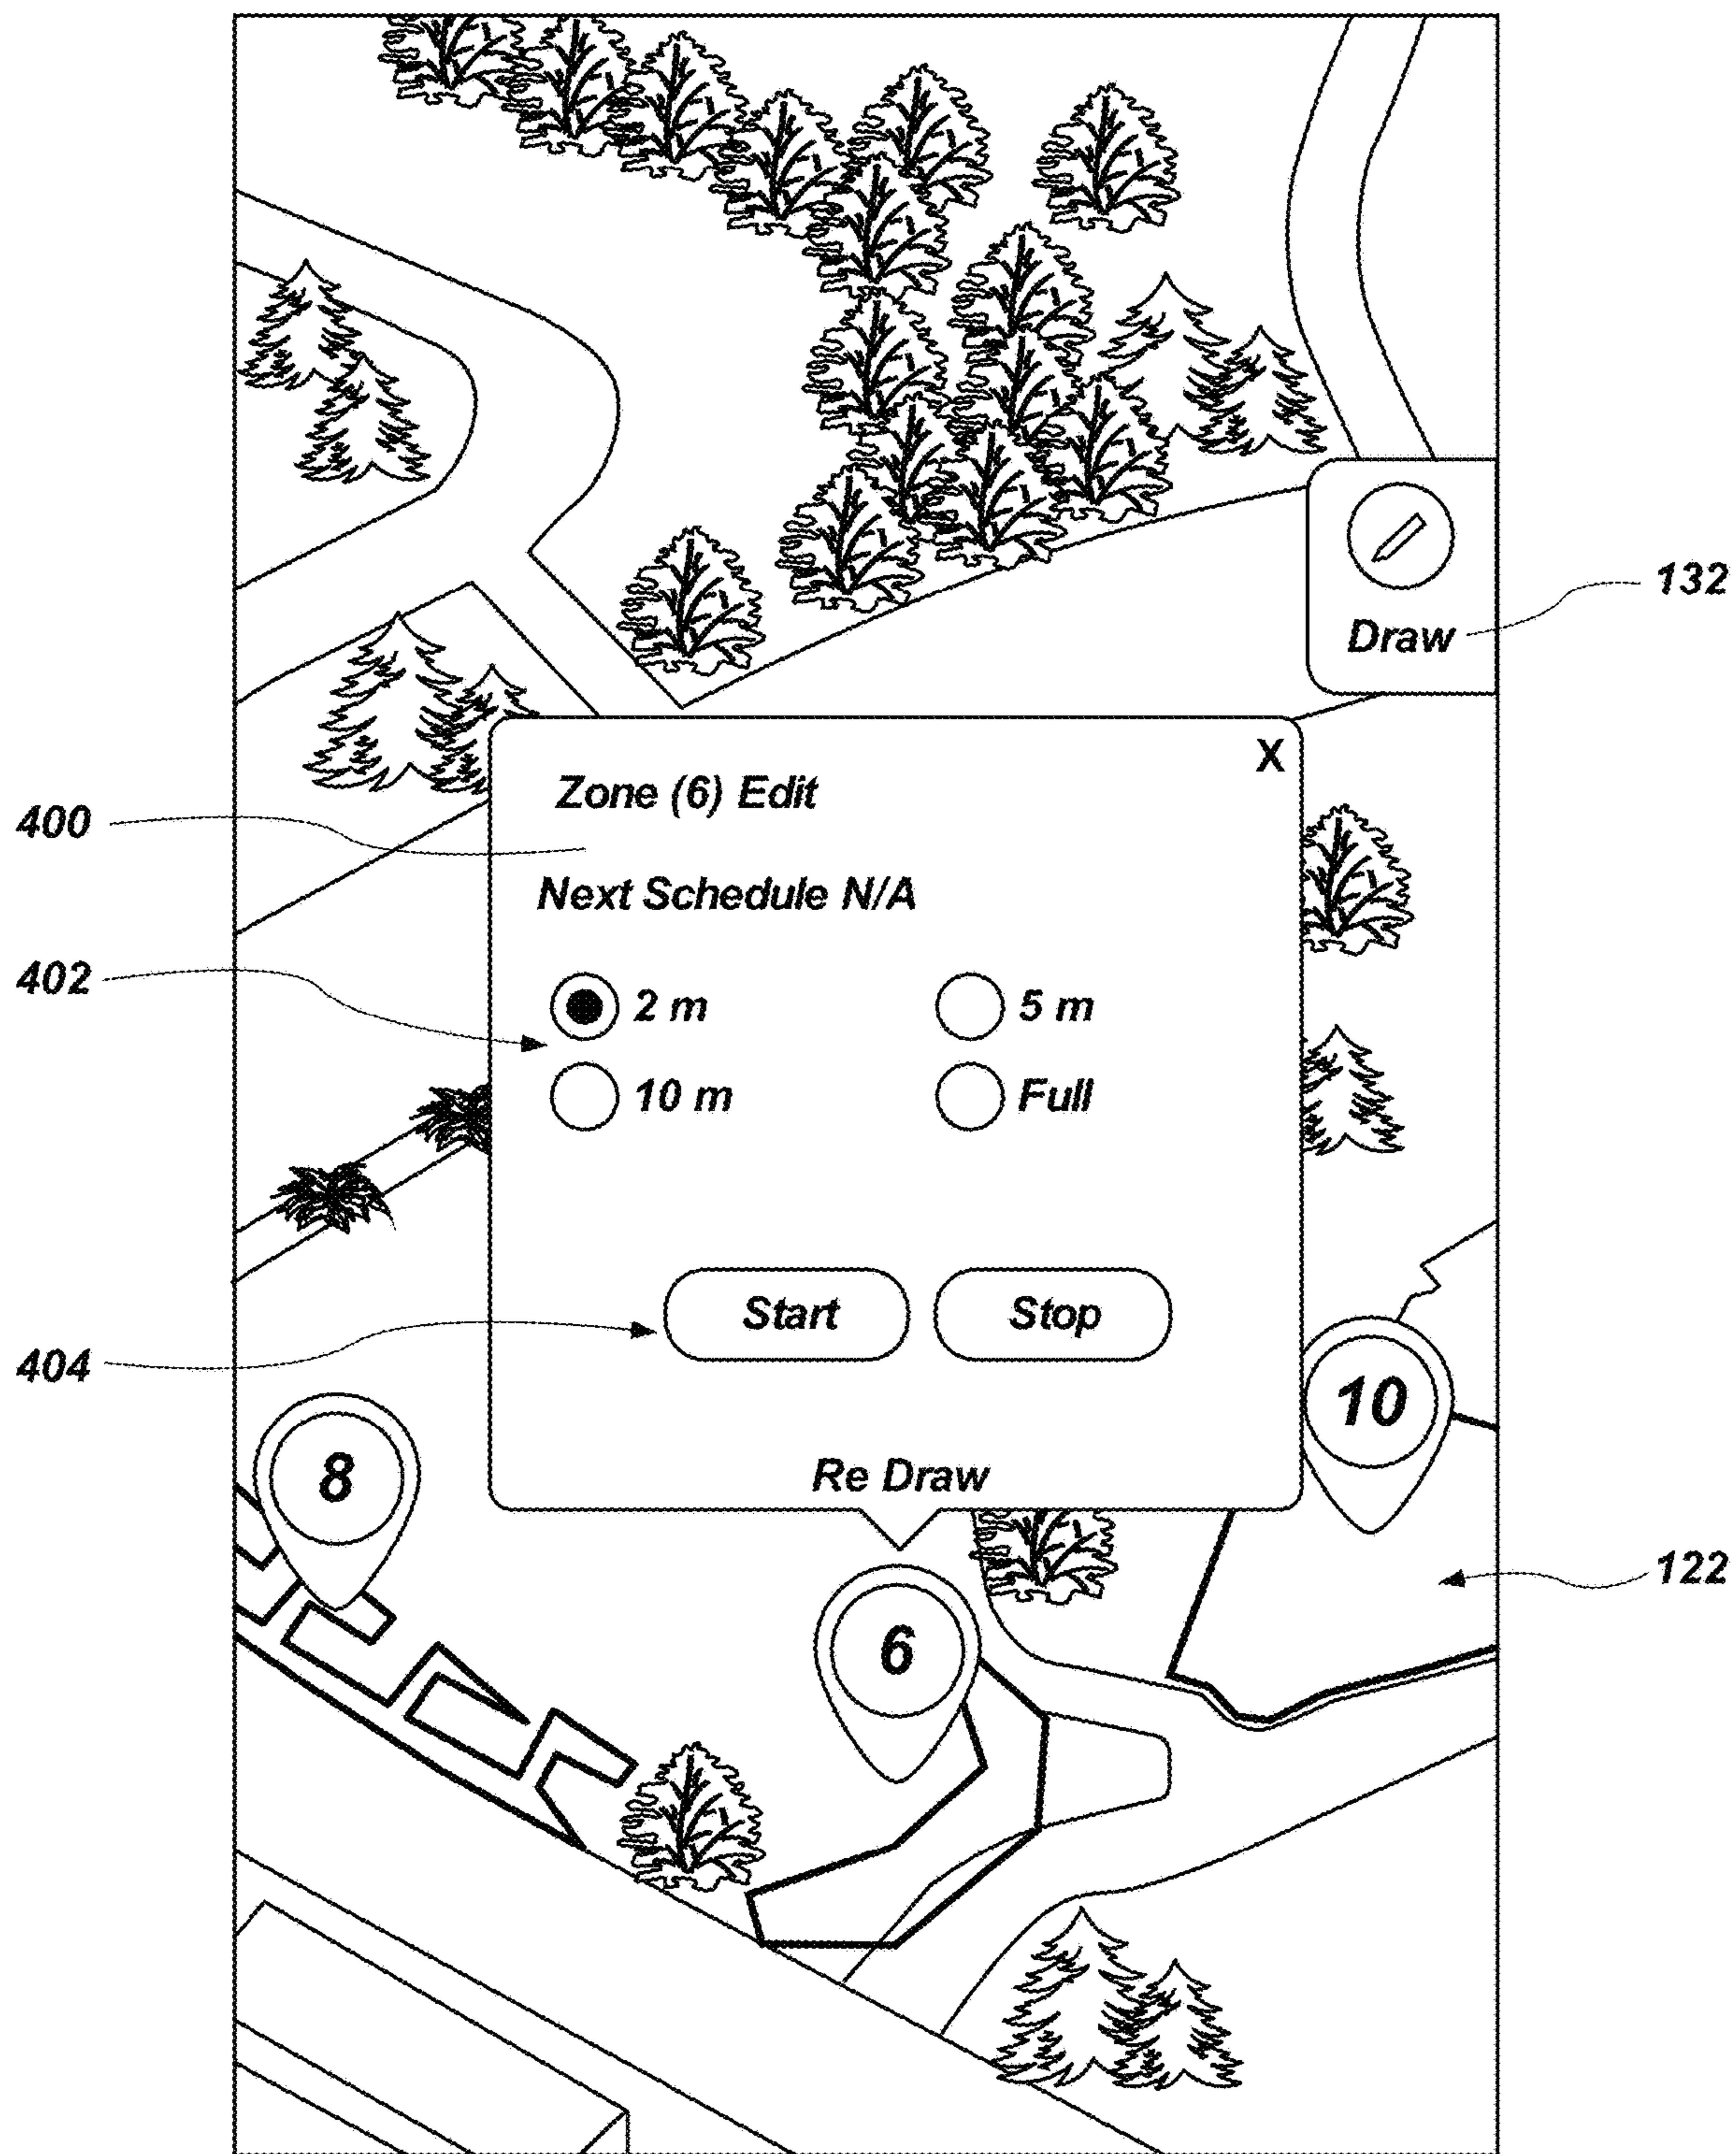 132
Draw
X
Zone (6) Edit
400
Next Schedule N/A
402
2 m
5 m
10 m
Full
Start
Stop
404
10
8
Re Draw
122
6